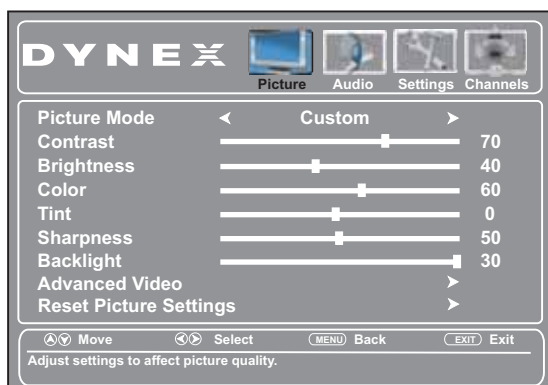 DYNEX
Picture Audio Settings Channels
Picture Mode Custom
Contrast 70
Brightness 40
Color 60
Tint 0
Sharpness 50
Backlight 30
Advanced Video
Reset Picture Settings
Move Select MENU Back EXIT Exit
Adjust settings to affect picture quality.